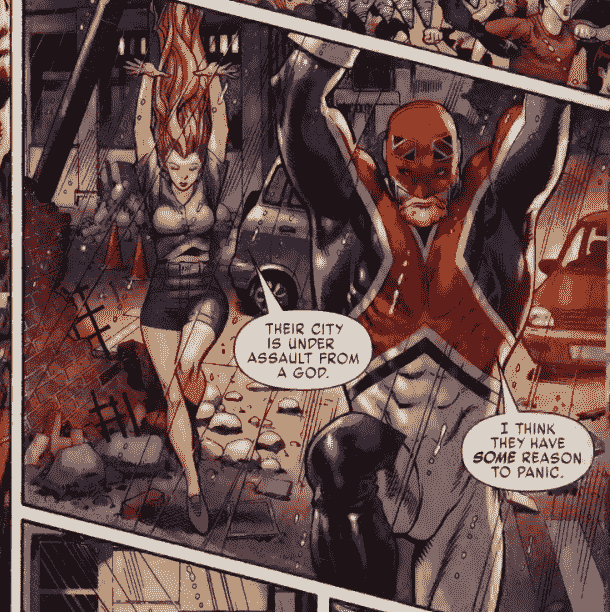 THEIR CITY
IS UNDER
ASSAULT FROM
A GOD.
I THINK
THEY HAVE
SOME REASON
TO PANIC.